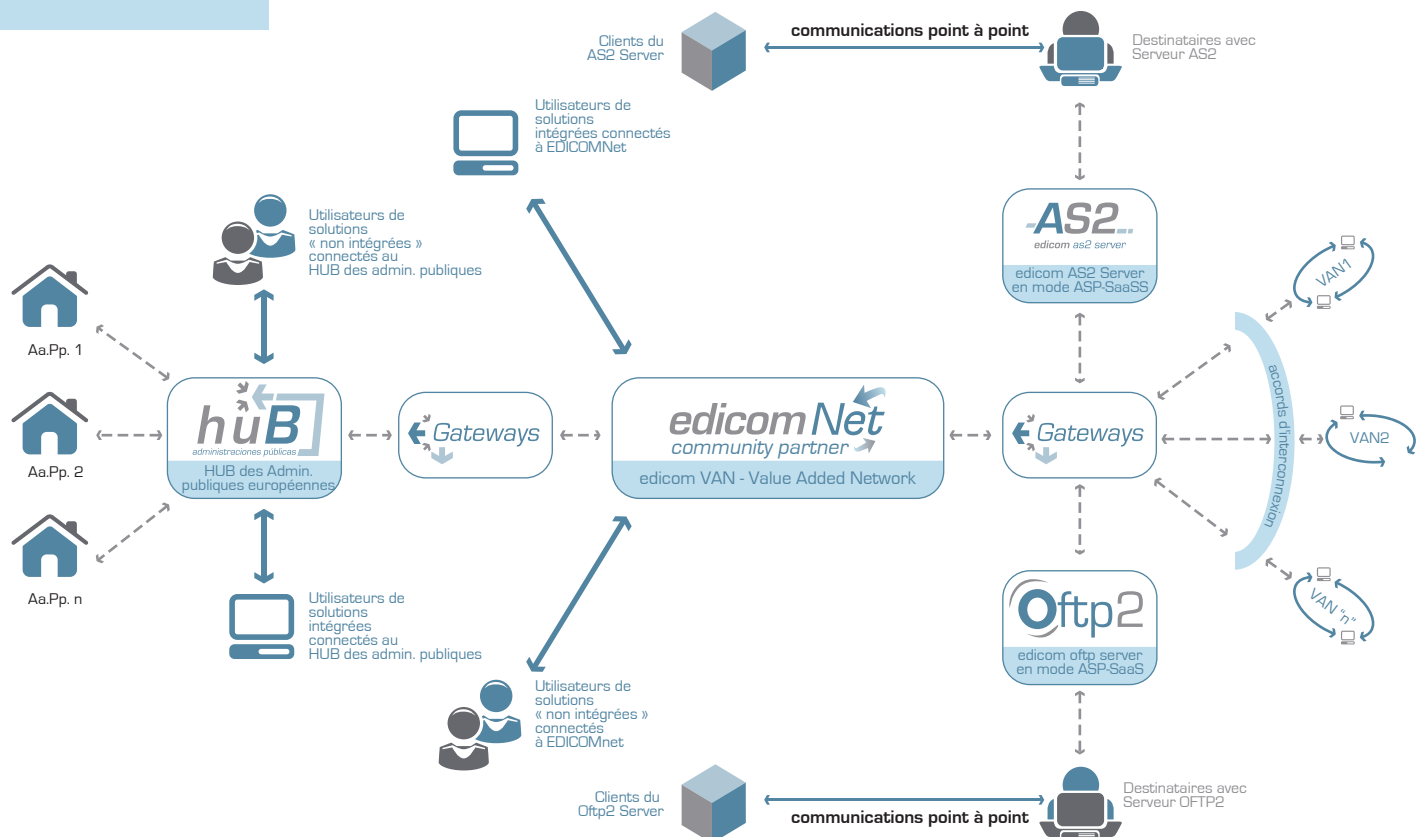 Clients du
AS2 Server
communications point à point
Destinataires avec
Serveur AS2
Utilisateurs de
solutions
intégrées connectés
à EDICOMNet
Utilisateurs de
solutions
« non intégrées »
connectés au
HUB des admin. publiques
AS2
edicom as2 server
edicom AS2 Server
en mode ASP-SaaSS
VAN1
Aa.Pp. 1
Aa.Pp. 2
Aa.Pp. n
huB
administraciones públicas
HUB des Admin.
publiques européennes
Gateways
edicom Net
community partner
edicom VAN - Value Added Network
Gateways
accords d'interconnexion
VAN2
VAN "n"
Utilisateurs de
solutions
intégrées
connectés au
HUB des admin. publiques
Oftp2
edicom oftp server
en mode ASP-SaaS
Utilisateurs de
solutions
« non intégrées »
connectés
à EDICOMnet
Clients du
Oftp2 Server
communications point à point
Destinataires avec
Serveur OFTP2